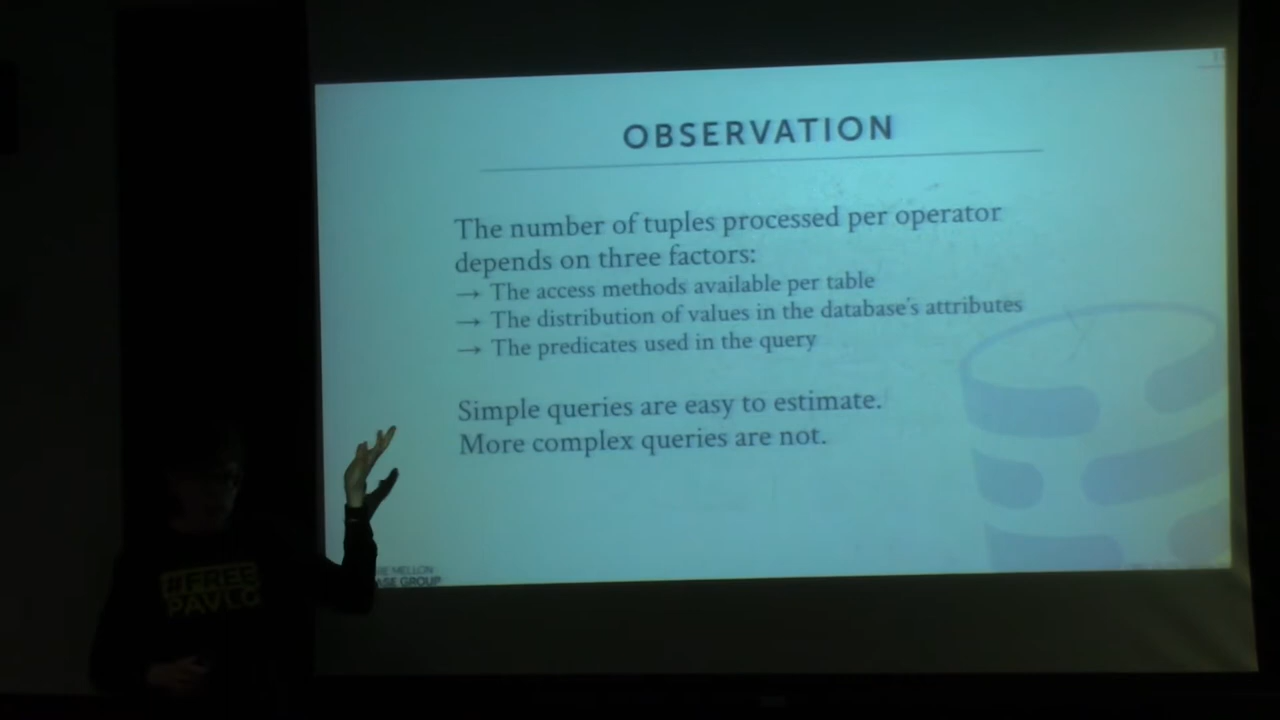 OBSERVATION
The number of tuples processed per operator
depends on three factors:
→ The access methods available per table
→ The distribution of values in the database's attributes
→ The predicates used in the query
Simple queries are easy to estimate.
More complex queries are not.
#FREE
PAVLO
MELLON
GROUP